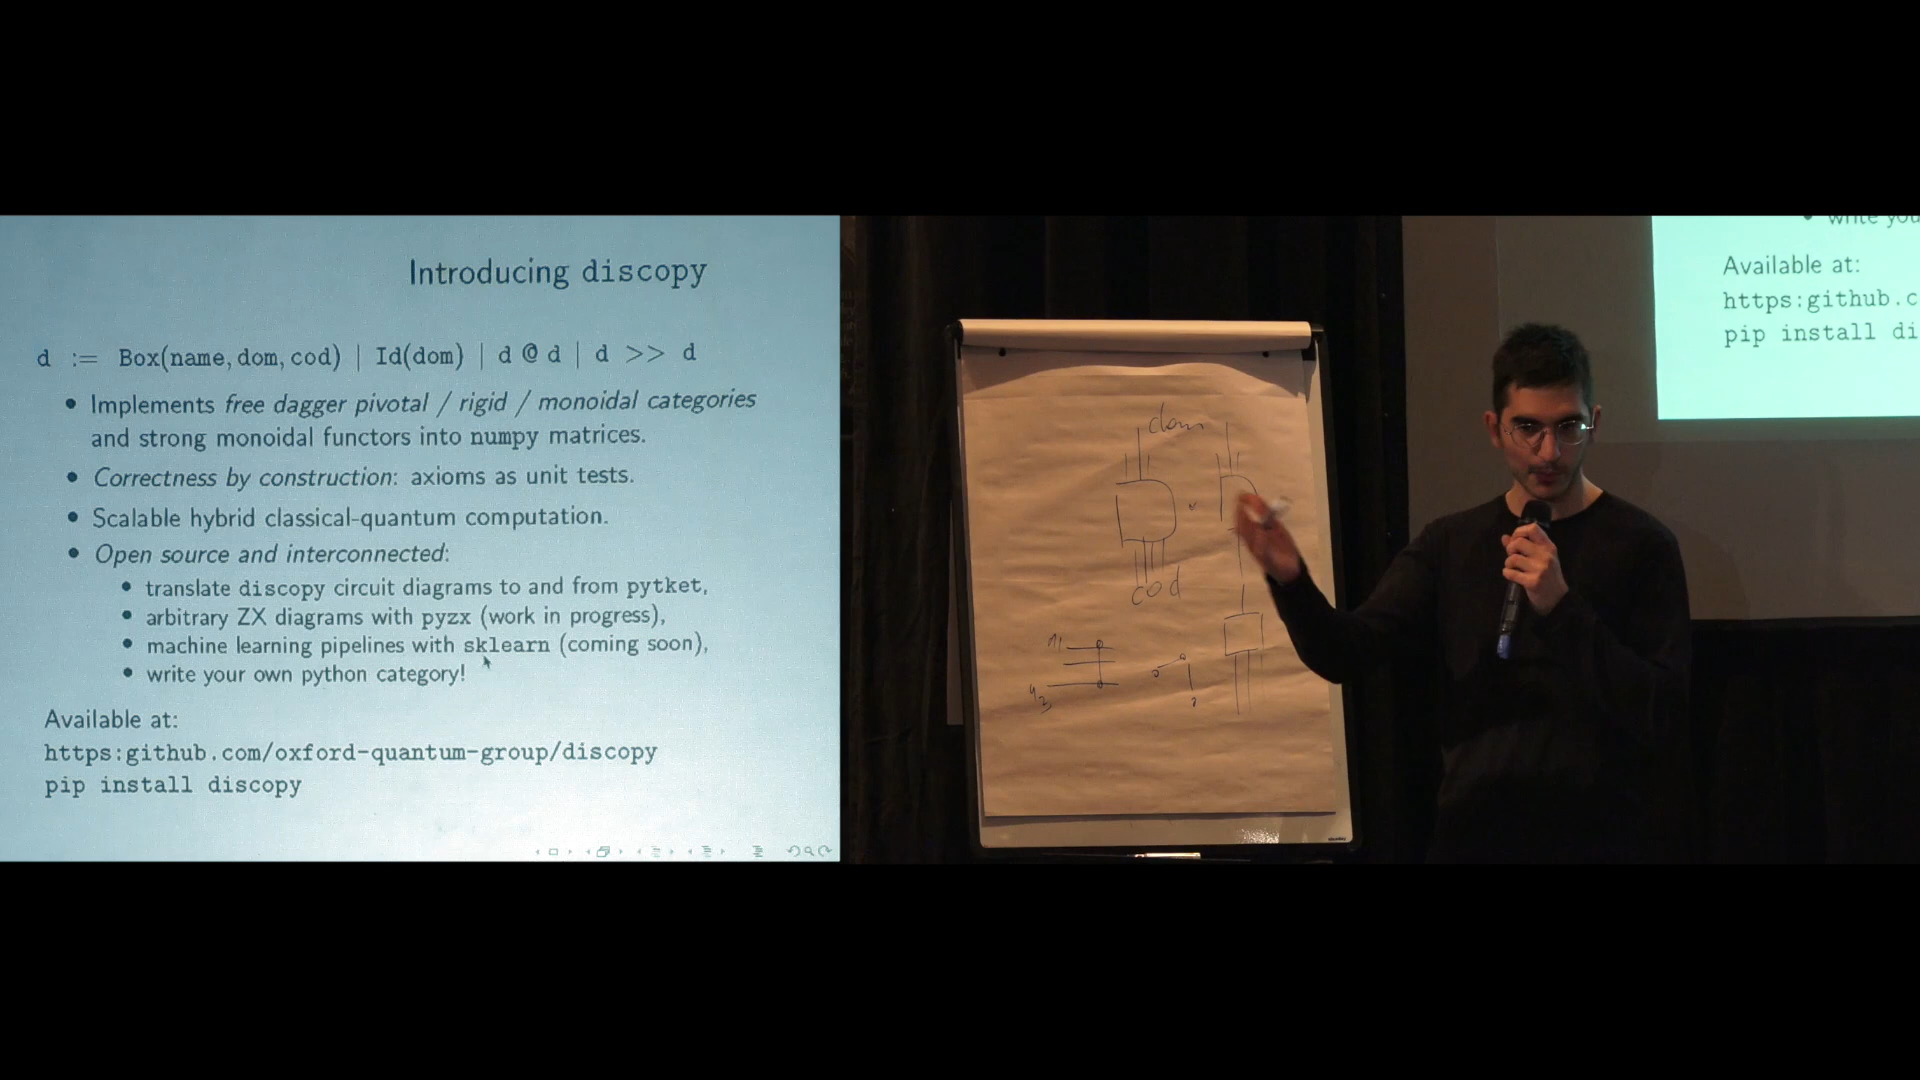 Introducing discopy
d := Box(name, dom, cod) | Id(dom) | d @ d | d >> d
• Implements free dagger pivotal / rigid / monoidal categories
and strong monoidal functors into numpy matrices.
• Correctness by construction: axioms as unit tests.
• Scalable hybrid classical-quantum computation.
• Open source and interconnected:
• translate discopy circuit diagrams to and from pytket,
• arbitrary ZX diagrams with pyzx (work in progress),
• machine learning pipelines with sklearn (coming soon),
• write your own python category!
Available at:
https:github.com/oxford-quantum-group/discopy
pip install discopy
dom
cod
• write you
Available at:
https:github.c
pip install di